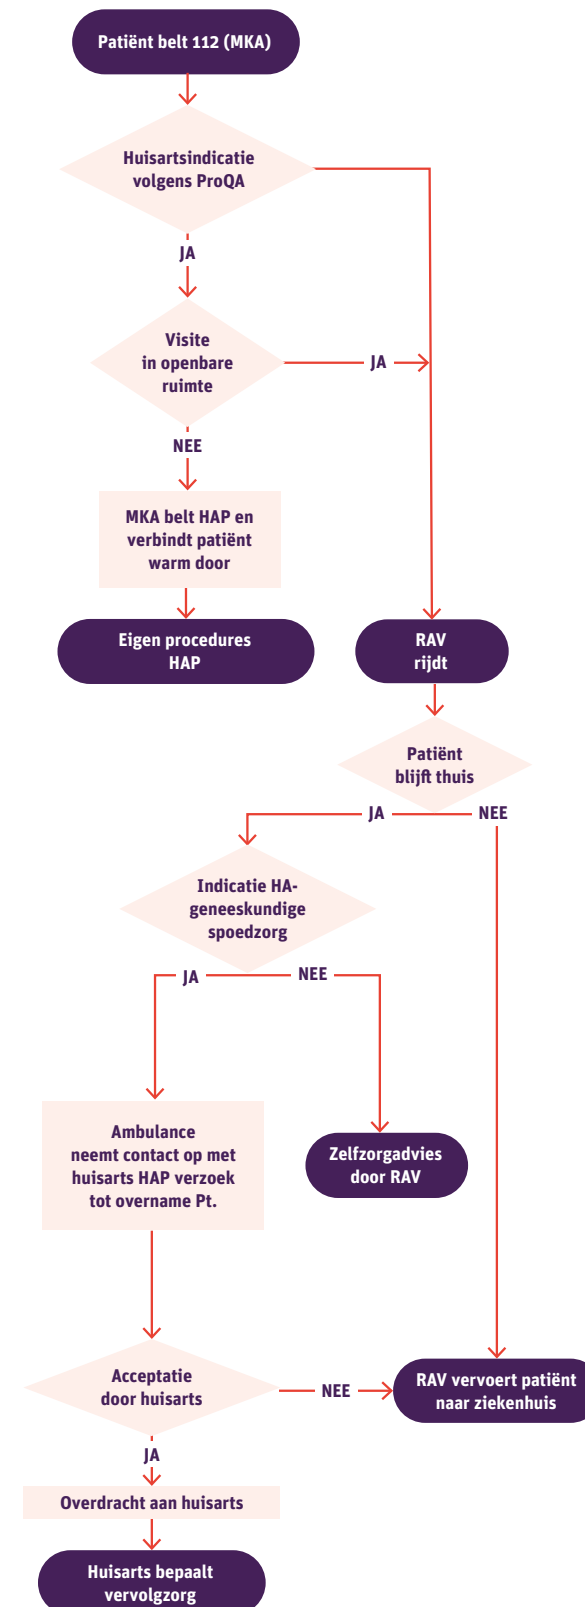 Patiënt belt 112 (MKA)
Huisartsindicatie
volgens ProQA
JA
Visite
in openbare
ruimte
JA
NEE
MKA belt HAP en
verbindt patiënt
warm door
Eigen procedures
HAP
RAV
rijdt
Patiënt
blijft thuis
JA
NEE
Indicatie HA-
geneeskundige
spoedzorg
JA
NEE
Ambulance
neemt contact op met
huisarts HAP verzoek
tot overname Pt.
Zelfzorgadvies
door RAV
Acceptatie
door huisarts
NEE
RAV vervoert patiënt
naar ziekenhuis
JA
Overdracht aan huisarts
Huisarts bepaalt
vervolgzorg